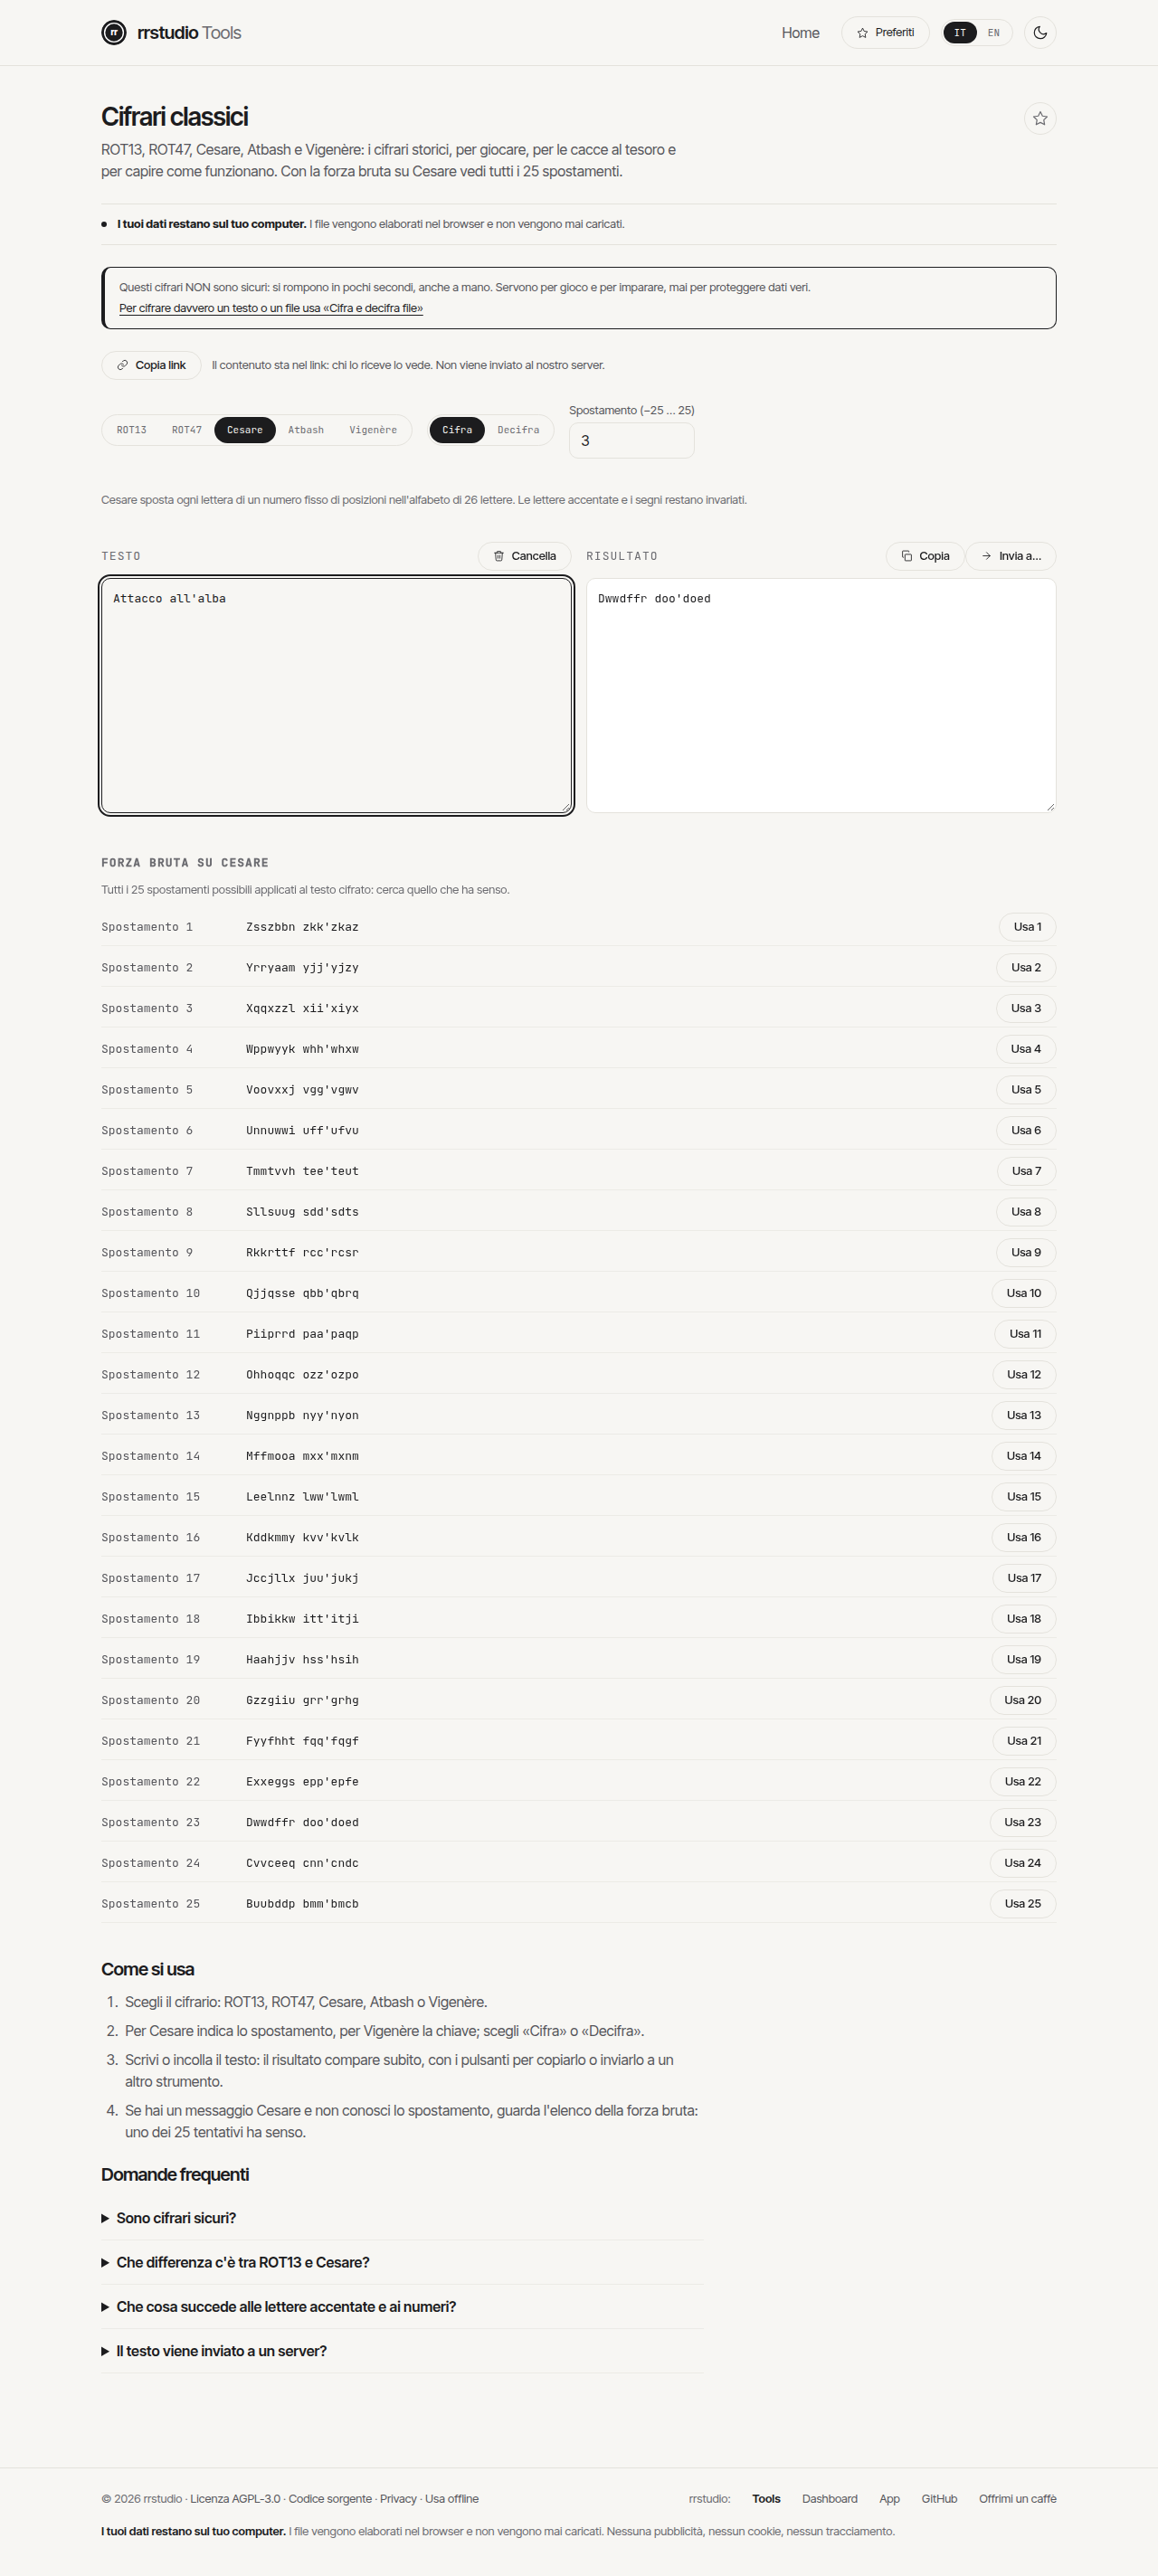 rr rrstudio Tools
Home
Preferiti
IT EN
Cifrari classici
ROT13, ROT47, Cesare, Atbash e Vigenère: i cifrari storici, per giocare, per le cacce al tesoro e
per capire come funzionano. Con la forza bruta su Cesare vedi tutti i 25 spostamenti.
I tuoi dati restano sul tuo computer. I file vengono elaborati nel browser e non vengono mai caricati.
Questi cifrari NON sono sicuri: si rompono in pochi secondi, anche a mano. Servono per gioco e per imparare, mai per proteggere dati veri.
Per cifrare davvero un testo o un file usa «Cifra e decifra file»
Copia link Il contenuto sta nel link: chi lo riceve lo vede. Non viene inviato al nostro server.
Spostamento (−25 … 25)
ROT13 ROT47 Cesare Atbash Vigenère Cifra Decifra 3
Cesare sposta ogni lettera di un numero fisso di posizioni nell'alfabeto di 26 lettere. Le lettere accentate e i segni restano invariati.
TESTO Cancella
Attacco all'alba
RISULTATO Copia Invia a…
Dwwdffr doo'doed
FORZA BRUTA SU CESARE
Tutti i 25 spostamenti possibili applicati al testo cifrato: cerca quello che ha senso.
Spostamento 1 Zsszbbn zkk'zkaz Usa 1
Spostamento 2 Yrryaam yjj'yjzy Usa 2
Spostamento 3 Xqqxzzl xii'xiyx Usa 3
Spostamento 4 Wppwyyk whh'whxw Usa 4
Spostamento 5 Voovxxj vgg'vgwv Usa 5
Spostamento 6 Unnuwwi uff'ufvu Usa 6
Spostamento 7 Tmmtvvh tee'teut Usa 7
Spostamento 8 Sllsuug sdd'sdts Usa 8
Spostamento 9 Rkkrttf rcc'rcsr Usa 9
Spostamento 10 Qjjqsse qbb'qbrq Usa 10
Spostamento 11 Piiprrd paa'paqp Usa 11
Spostamento 12 Ohhoqqc ozz'ozpo Usa 12
Spostamento 13 Nggnppb nyy'nyon Usa 13
Spostamento 14 Mffmooa mxx'mxnm Usa 14
Spostamento 15 Leelnnz lww'lwml Usa 15
Spostamento 16 Kddkmmy kvv'kvlk Usa 16
Spostamento 17 Jccjllx juu'jukj Usa 17
Spostamento 18 Ibbikkw itt'itji Usa 18
Spostamento 19 Haahjjv hss'hsih Usa 19
Spostamento 20 Gzzgiiu grr'grhg Usa 20
Spostamento 21 Fyyfhht fqq'fqgf Usa 21
Spostamento 22 Exxeggs epp'epfe Usa 22
Spostamento 23 Dwwdffr doo'doed Usa 23
Spostamento 24 Cvvceeq cnn'cndc Usa 24
Spostamento 25 Buubddp bmm'bmcb Usa 25
Come si usa
1. Scegli il cifrario: ROT13, ROT47, Cesare, Atbash o Vigenère.
2. Per Cesare indica lo spostamento, per Vigenère la chiave; scegli «Cifra» o «Decifra».
3. Scrivi o incolla il testo: il risultato compare subito, con i pulsanti per copiarlo o inviarlo a un
altro strumento.
4. Se hai un messaggio Cesare e non conosci lo spostamento, guarda l'elenco della forza bruta:
uno dei 25 tentativi ha senso.
Domande frequenti
Sono cifrari sicuri?
Che differenza c'è tra ROT13 e Cesare?
Che cosa succede alle lettere accentate e ai numeri?
Il testo viene inviato a un server?
© 2026 rrstudio · Licenza AGPL-3.0 · Codice sorgente · Privacy · Usa offline
rrstudio: Tools Dashboard App GitHub Offrimi un caffè
I tuoi dati restano sul tuo computer. I file vengono elaborati nel browser e non vengono mai caricati. Nessuna pubblicità, nessun cookie, nessun tracciamento.